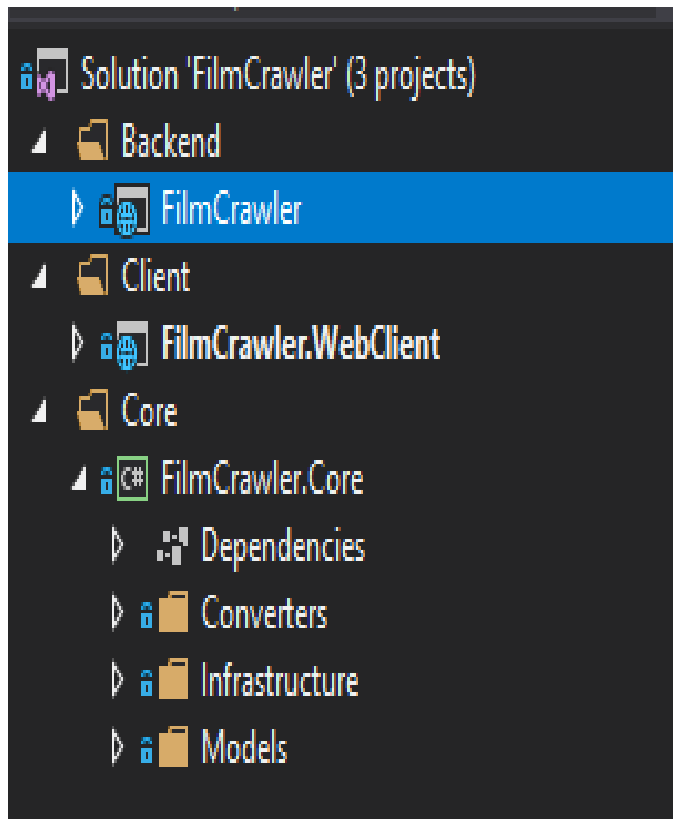 Solution 'FilmCrawler' (3 projects)
Backend
FilmCrawler
Client
FilmCrawler.WebClient
Core
C# FilmCrawler.Core
Dependencies
Converters
Infrastructure
Models